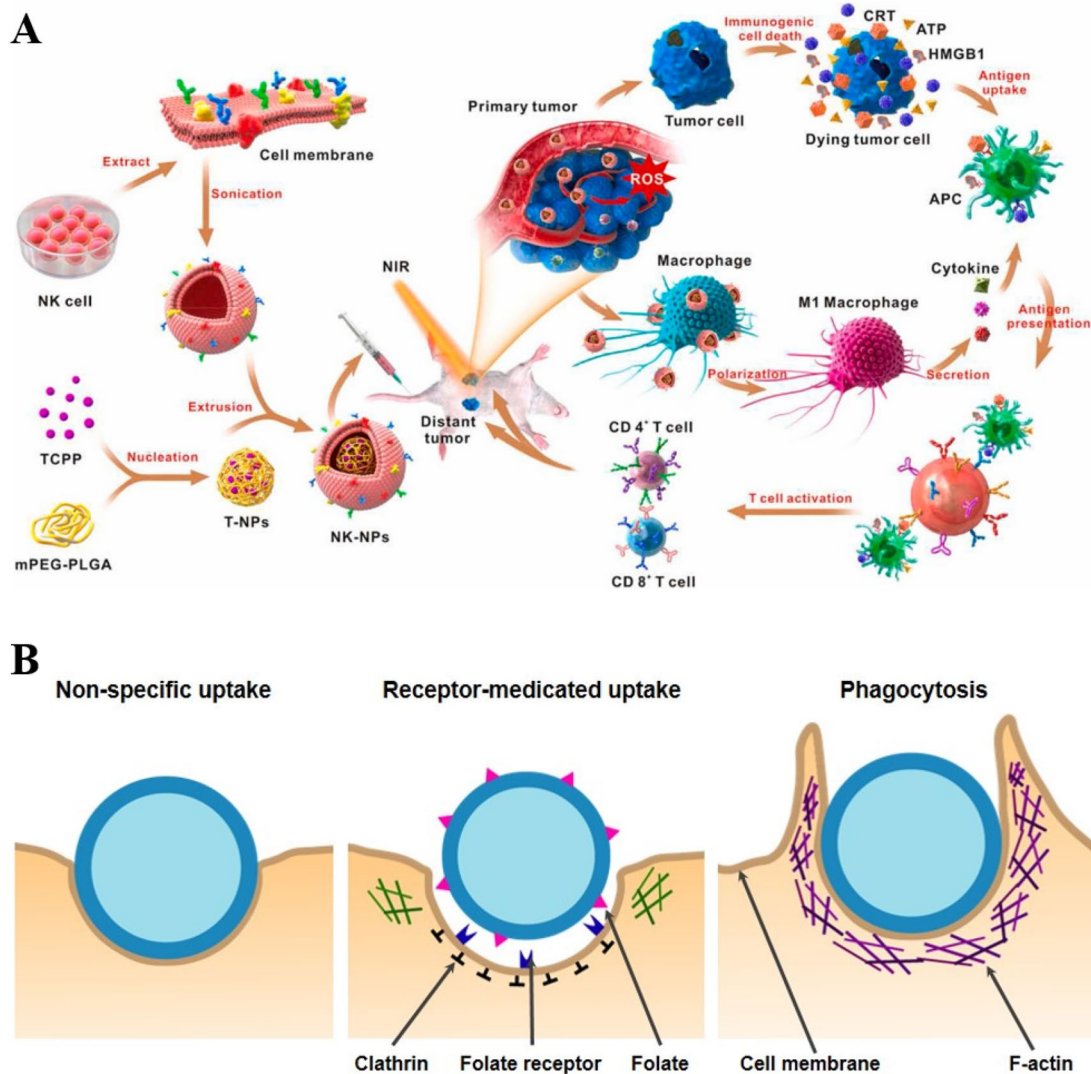 A
Immunogenic
cell death
CRT
ATP
HMGB1
Antigen
uptake
Primary tumor
Tumor cell
Dying tumor cell
Cell membrane
Extract
Sonication
ROS
APC
NIR
Macrophage
Cytokine
NK cell
M1 Macrophage
Antigen
presentation
Polarization
Secretion
Extrusion
Distant
tumor
CD 4⁺ T cell
TCPP
Nucleation
T cell activation
T-NPs
NK-NPs
mPEG-PLGA
CD 8⁺ T cell
B
Non-specific uptake
Receptor-medicated uptake
Phagocytosis
Clathrin
Folate receptor
Folate
Cell membrane
F-actin